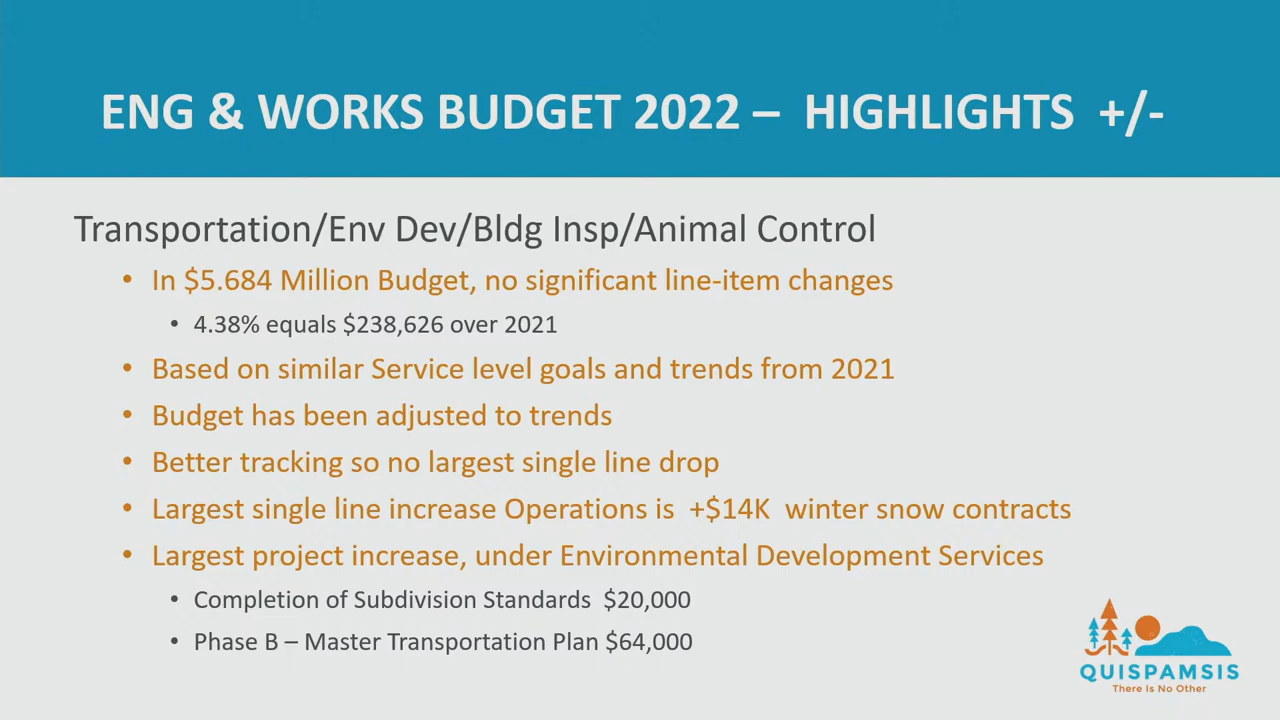 ENG & WORKS BUDGET 2022 – HIGHLIGHTS +/-
Transportation/Env Dev/Bldg Insp/Animal Control
• In $5.684 Million Budget, no significant line-item changes
• 4.38% equals $238,626 over 2021
• Based on similar Service level goals and trends from 2021
• Budget has been adjusted to trends
• Better tracking so no largest single line drop
• Largest single line increase Operations is +$14K winter snow contracts
• Largest project increase, under Environmental Development Services
• Completion of Subdivision Standards $20,000
• Phase B – Master Transportation Plan $64,000
QUISPAMSIS
There Is No Other